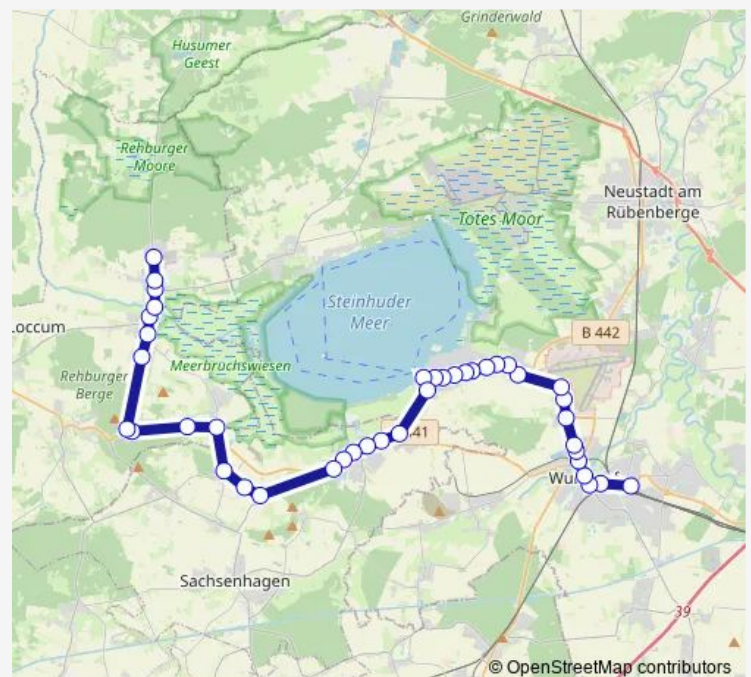 Grinderwald
Husumer
Geest
Rehburger
Moore
Neustadt am
Rübenberge
Totes Moor
Steinhuder
Meer
Loccum
B 442
Meerbruchswiesen
Rehburger
Berge
441
Sachsenhagen
39
© OpenStreetMap contributors